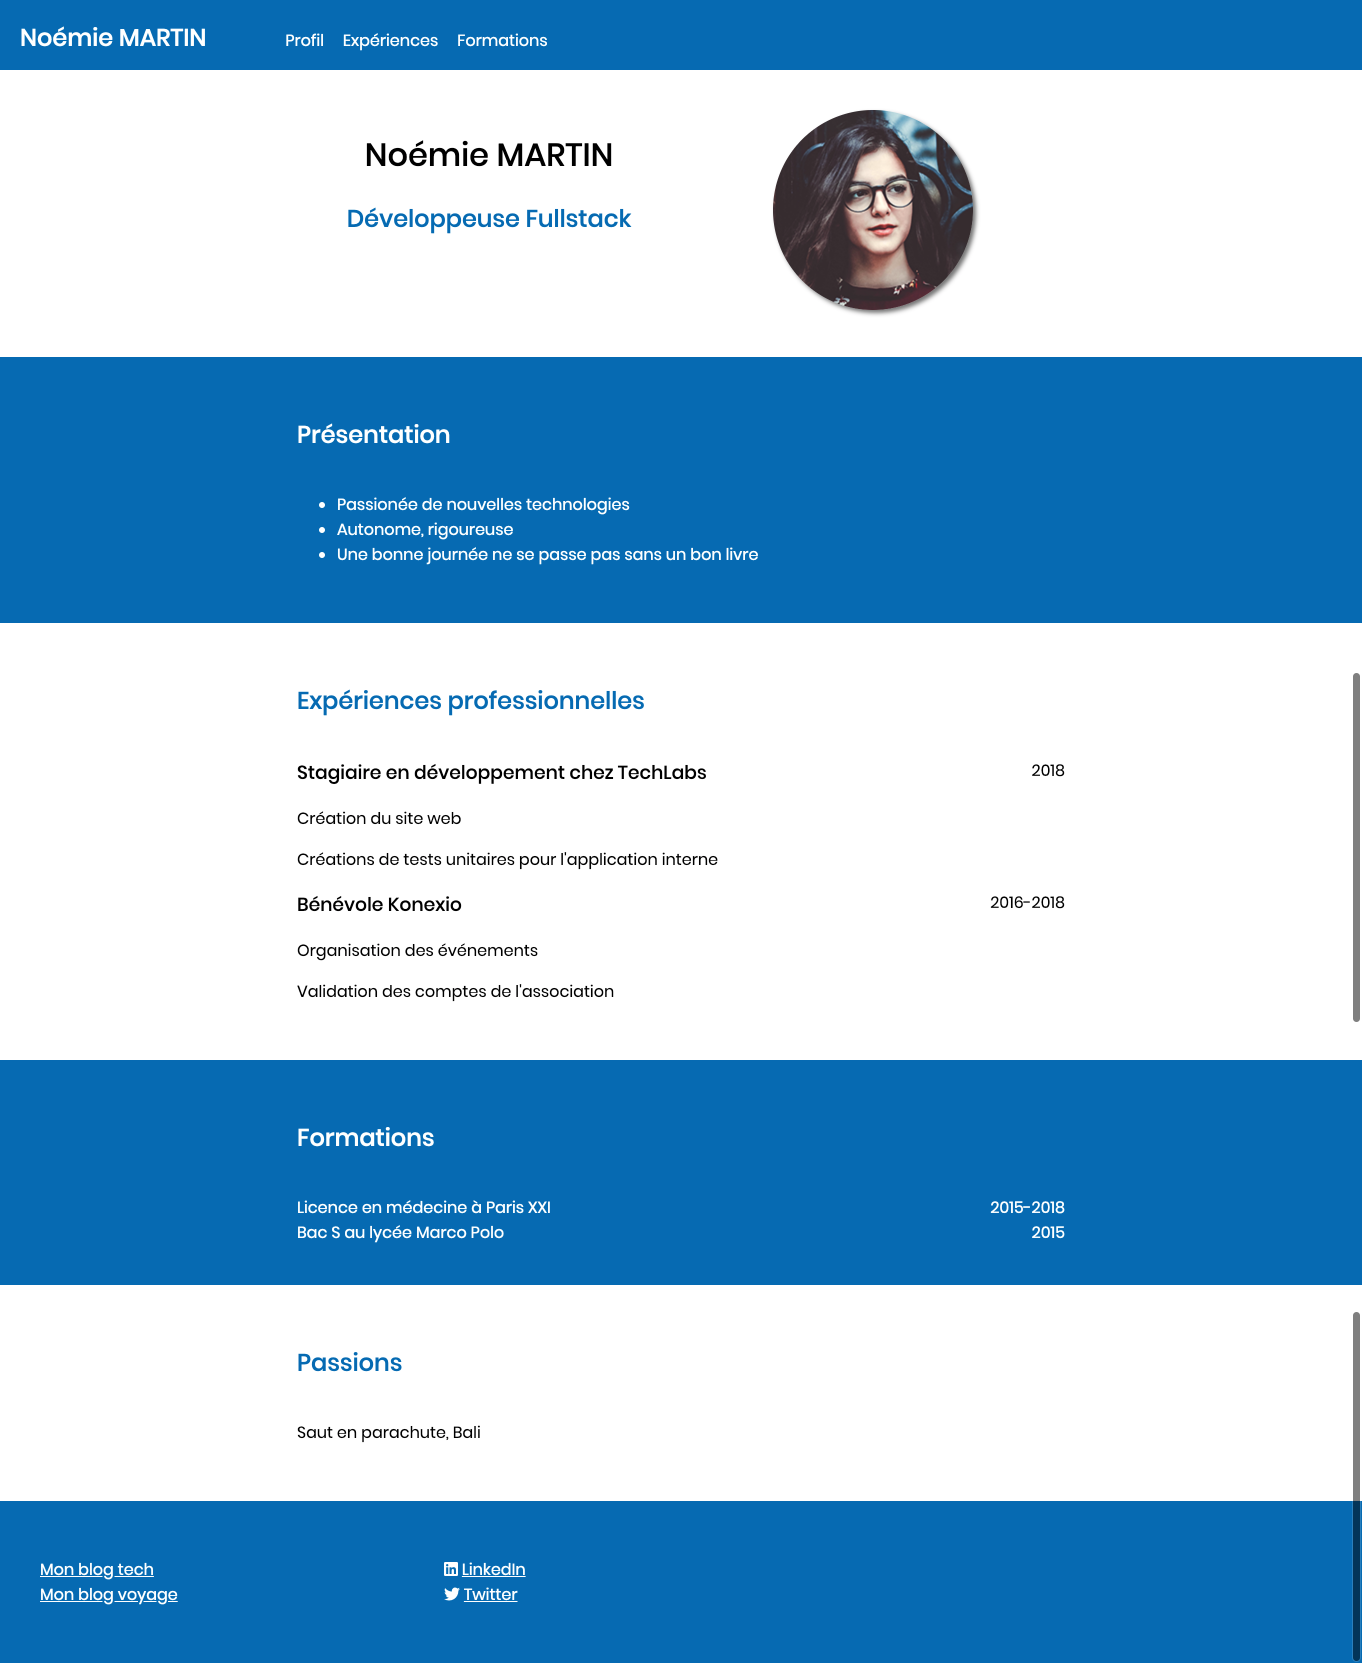 Noémie MARTIN
Profil Expériences Formations
Noémie MARTIN
Développeuse Fullstack
Présentation
• Passionée de nouvelles technologies
• Autonome, rigoureuse
• Une bonne journée ne se passe pas sans un bon livre
Expériences professionnelles
Stagiaire en développement chez TechLabs 2018
Création du site web
Créations de tests unitaires pour l'application interne
Bénévole Konexio 2016-2018
Organisation des événements
Validation des comptes de l'association
Formations
Licence en médecine à Paris XXI 2015-2018
Bac S au lycée Marco Polo 2015
Passions
Saut en parachute, Bali
Mon blog tech
Mon blog voyage
LinkedIn
Twitter